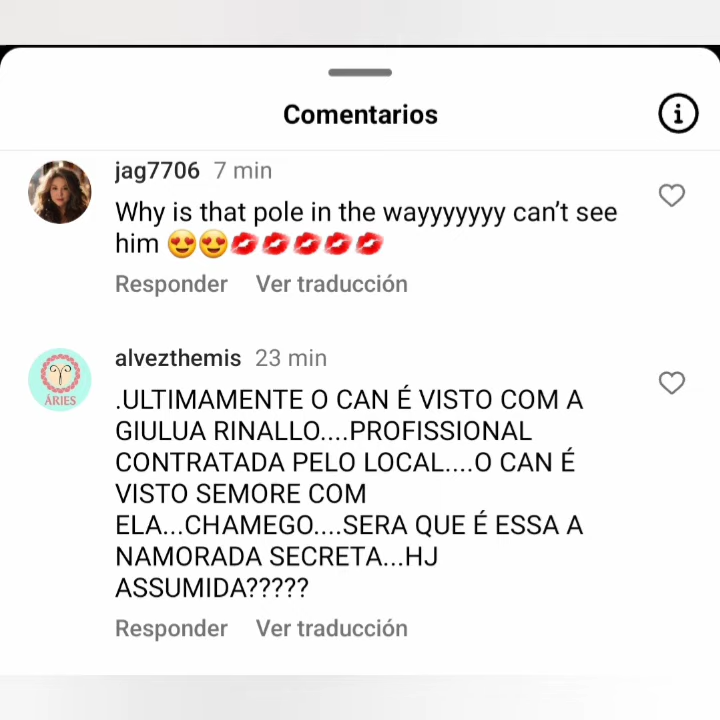 Comentarios
jag7706 7 min
Why is that pole in the wayyyyyyy can't see
him 😍😍💋💋💋💋💋
Responder Ver traducción
alvezthemis 23 min
ÁRIES
.ULTIMAMENTE O CAN É VISTO COM A
GIULUA RINALLO....PROFISSIONAL
CONTRATADA PELO LOCAL....O CAN É
VISTO SEMORE COM
ELA...CHAMEGO....SERA QUE É ESSA A
NAMORADA SECRETA...HJ
ASSUMIDA?????
Responder Ver traducción